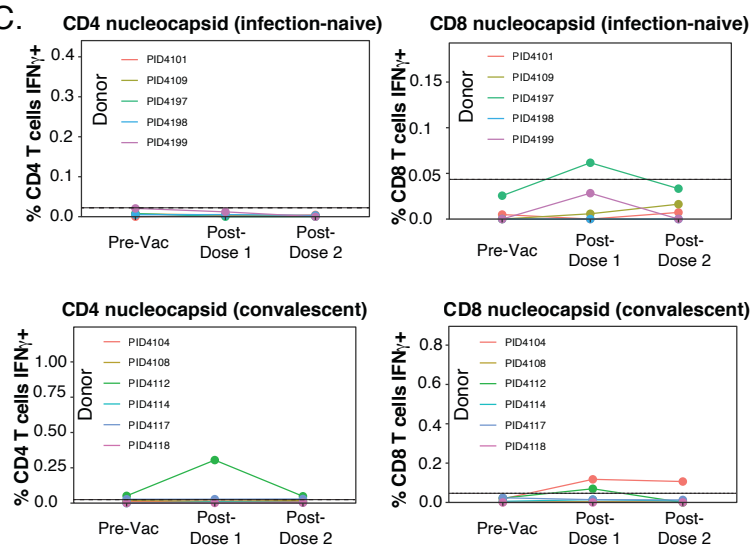 C.
CD4 nucleocapsid (infection-naive)
% CD4 T cells IFNγ+
0.4
0.3
0.2
0.1
0.0
Donor
PID4101
PID4109
PID4197
PID4198
PID4199
Pre-Vac
Post-
Dose 1
Post-
Dose 2
CD8 nucleocapsid (infection-naive)
% CD8 T cells IFNγ+
0.15
0.1
0.05
0.0
Donor
PID4101
PID4109
PID4197
PID4198
PID4199
Pre-Vac
Post-
Dose 1
Post-
Dose 2
CD4 nucleocapsid (convalescent)
% CD4 T cells IFNγ+
1.00
0.75
0.50
0.25
0.0
Donor
PID4104
PID4108
PID4112
PID4114
PID4117
PID4118
Pre-Vac
Post-
Dose 1
Post-
Dose 2
CD8 nucleocapsid (convalescent)
% CD8 T cells IFNγ+
0.8
0.6
0.4
0.2
0.0
Donor
PID4104
PID4108
PID4112
PID4114
PID4117
PID4118
Pre-Vac
Post-
Dose 1
Post-
Dose 2